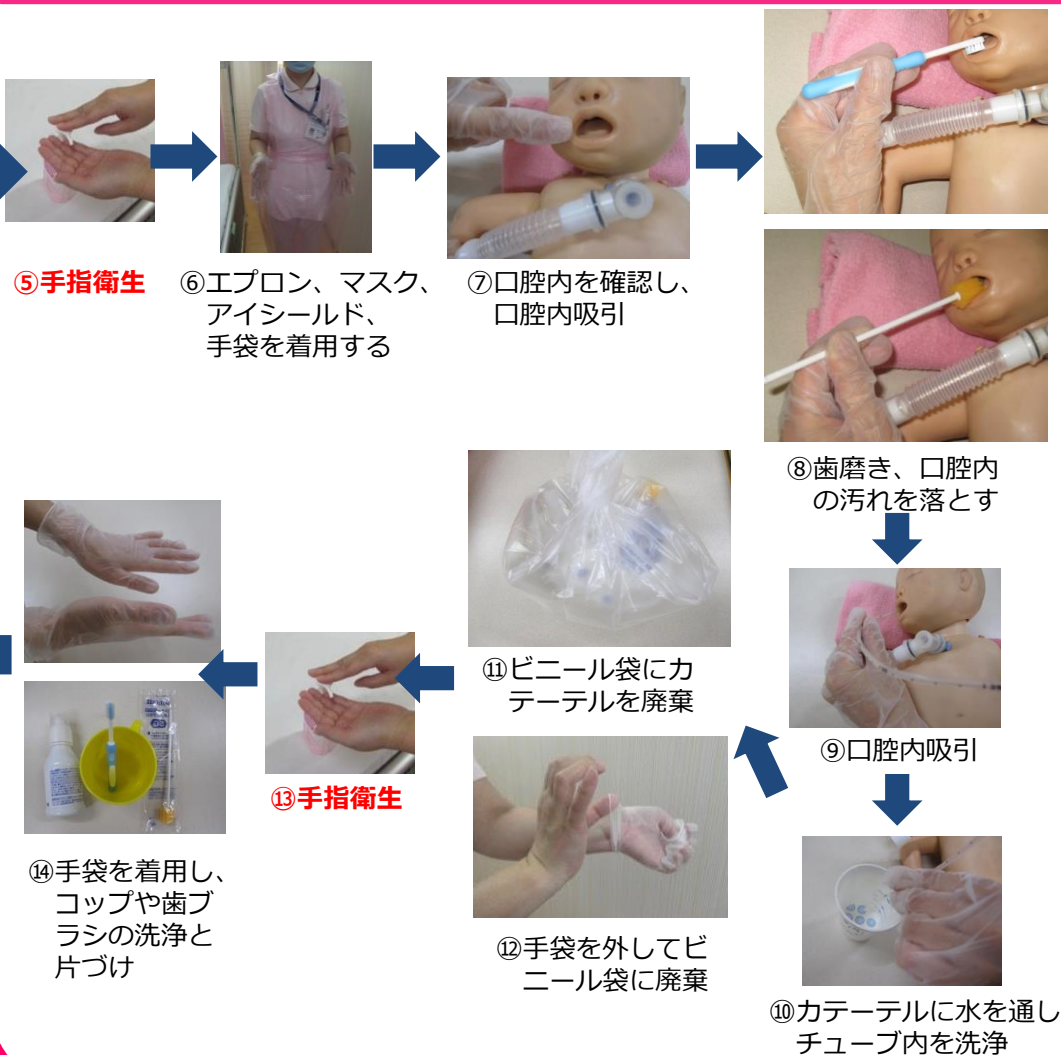 ⑤手指衛生
⑥エプロン、マスク、
アイシールド、
手袋を着用する
⑦口腔内を確認し、
口腔内吸引
⑧歯磨き、口腔内
の汚れを落とす
⑨口腔内吸引
⑩カテーテルに水を通し
チューブ内を洗浄
⑪ビニール袋にカ
テーテルを廃棄
⑫手袋を外してビ
ニール袋に廃棄
⑬手指衛生
⑭手袋を着用し、
コップや歯ブ
ラシの洗浄と
片づけ